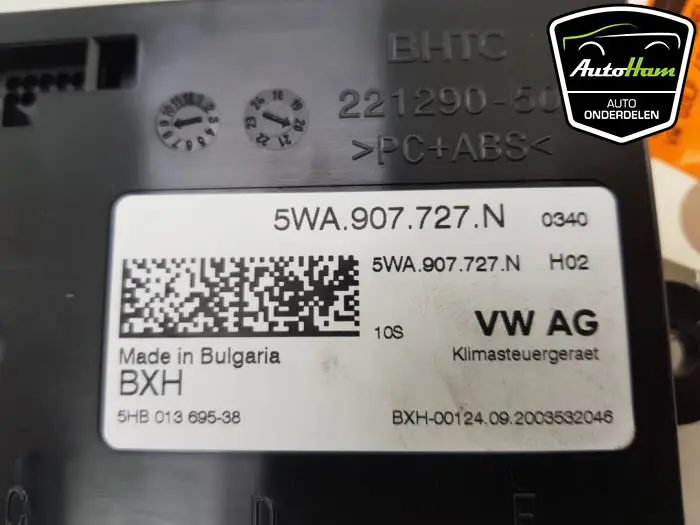 BHTC
221290-50
>PC+ABS<
AutoHam
AUTO
ONDERDELEN
5WA.907.727.N 0340
5WA.907.727.N H02
10S VW AG
Made in Bulgaria Klimasteuergeraet
BXH
5HB 013 695-38 BXH-00124.09.2003532046